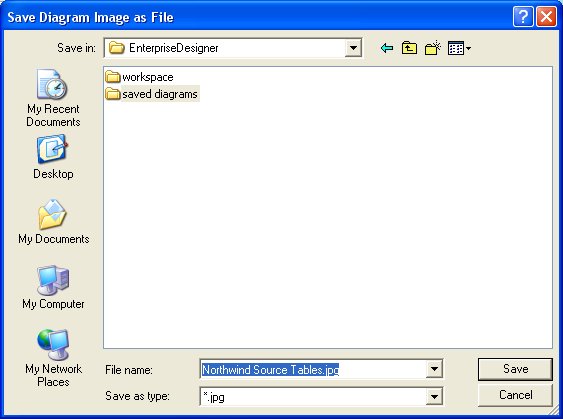 Save Diagram Image as File
Save in:
EnterpriseDesigner
My Recent
Documents
Desktop
My Documents
My Computer
My Network
Places
workspace
saved diagrams
File name:
Northwind Source Tables.jpg
Save
Save as type:
*.jpg
Cancel